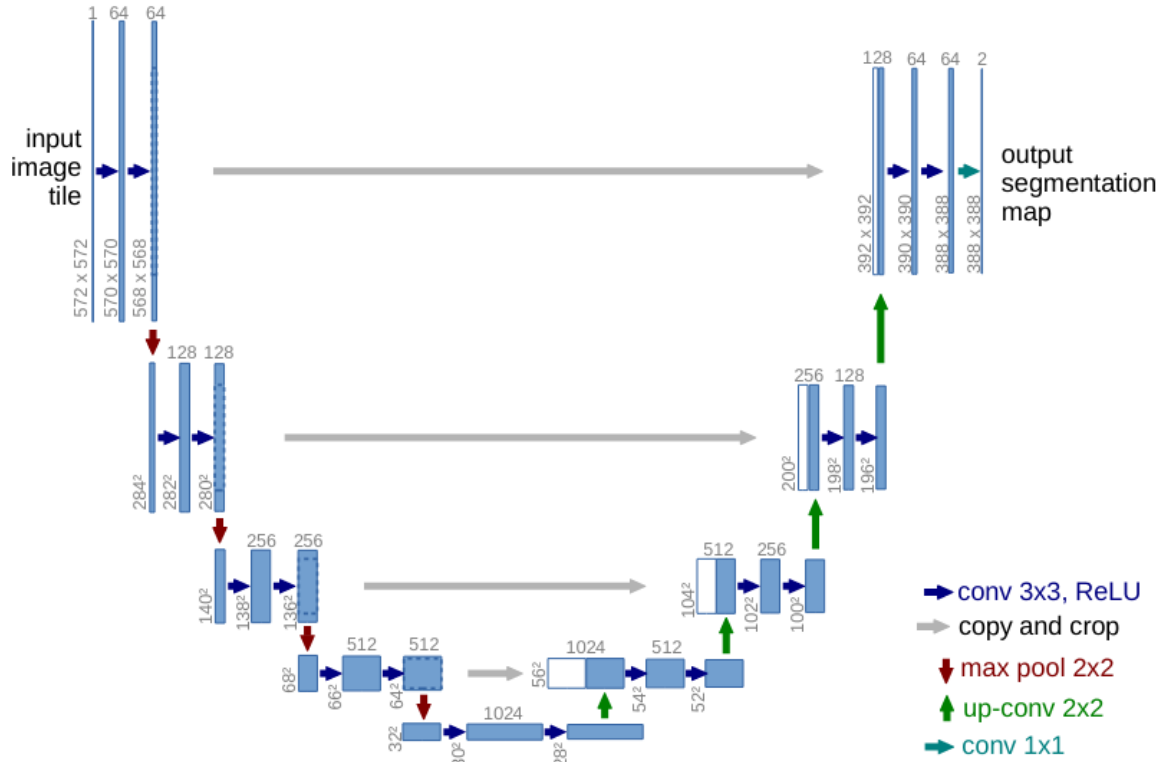 1 64 64
input
image
tile
572 x 572
570 x 570
568 x 568
128 64 64 2
output
segmentation
map
392 x 392
390 x 390
388 x 388
388 x 388
128 128
284²
282²
280²
256 128
200²
198²
196²
256 256
140²
138²
136²
512 256
104²
102²
100²
512 512
68²
66²
64²
1024 512
56²
54²
52²
1024
32²
30²
28²
conv 3x3, ReLU
copy and crop
max pool 2x2
up-conv 2x2
conv 1x1